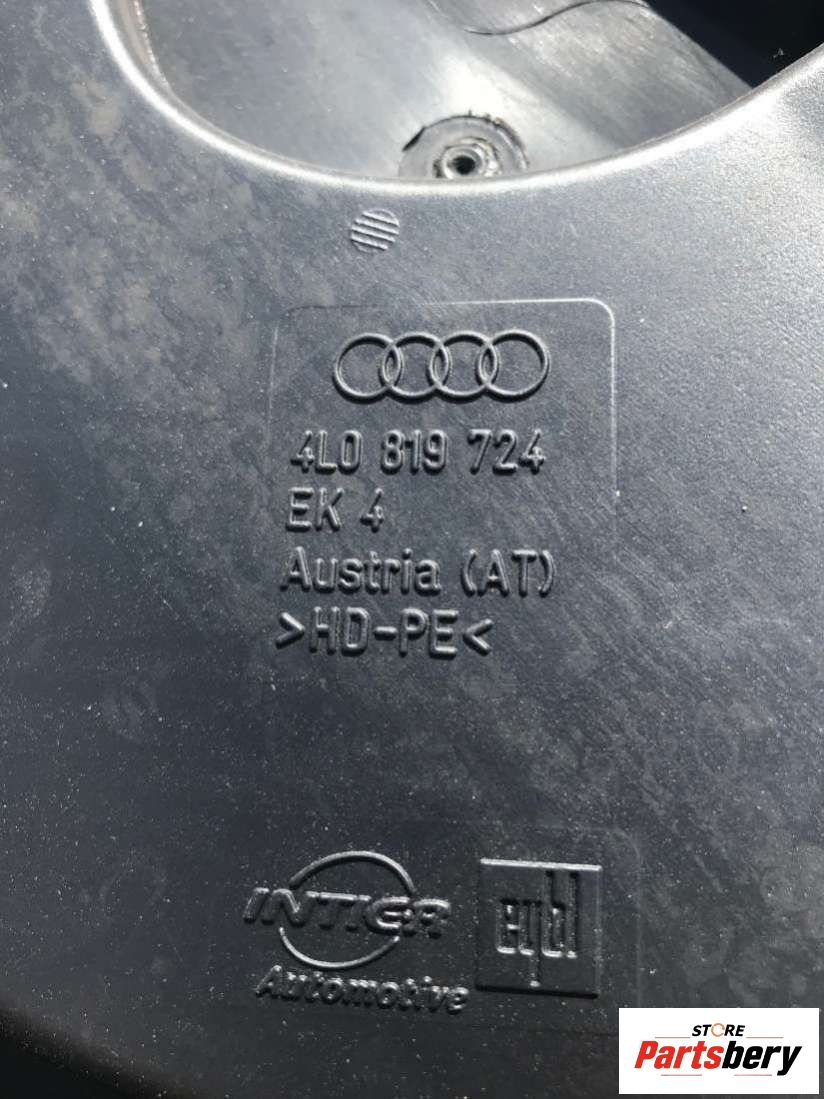 4L0 819 724
EK 4
Austria (AT)
>HD-PE<
INTIER
Automotive
STORE
Partsbery